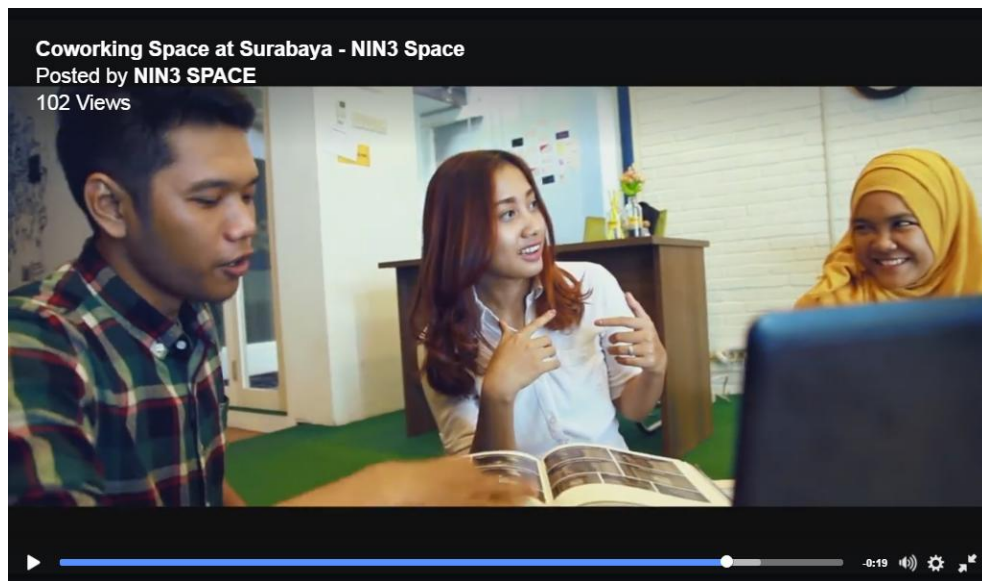 Coworking Space at Surabaya - NIN3 Space
Posted by NIN3 SPACE
102 Views
-0:19